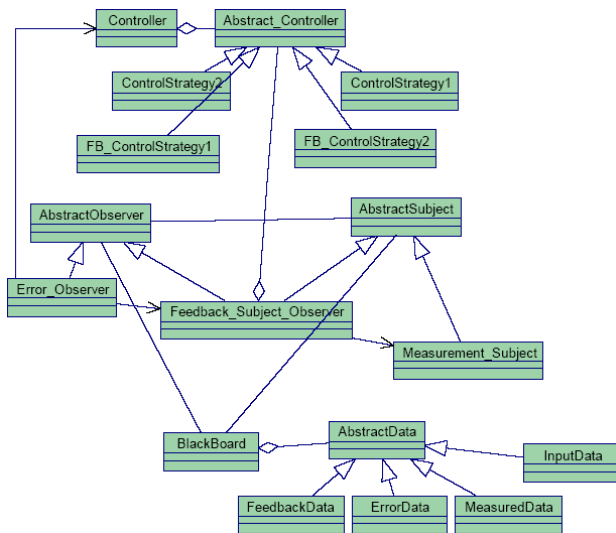 Controller
Abstract_Controller
ControlStrategy2
ControlStrategy1
FB_ControlStrategy1
FB_ControlStrategy2
AbstractObserver
AbstractSubject
Error_Observer
Feedback_Subject_Observer
Measurement_Subject
BlackBoard
AbstractData
InputData
FeedbackData
ErrorData
MeasuredData